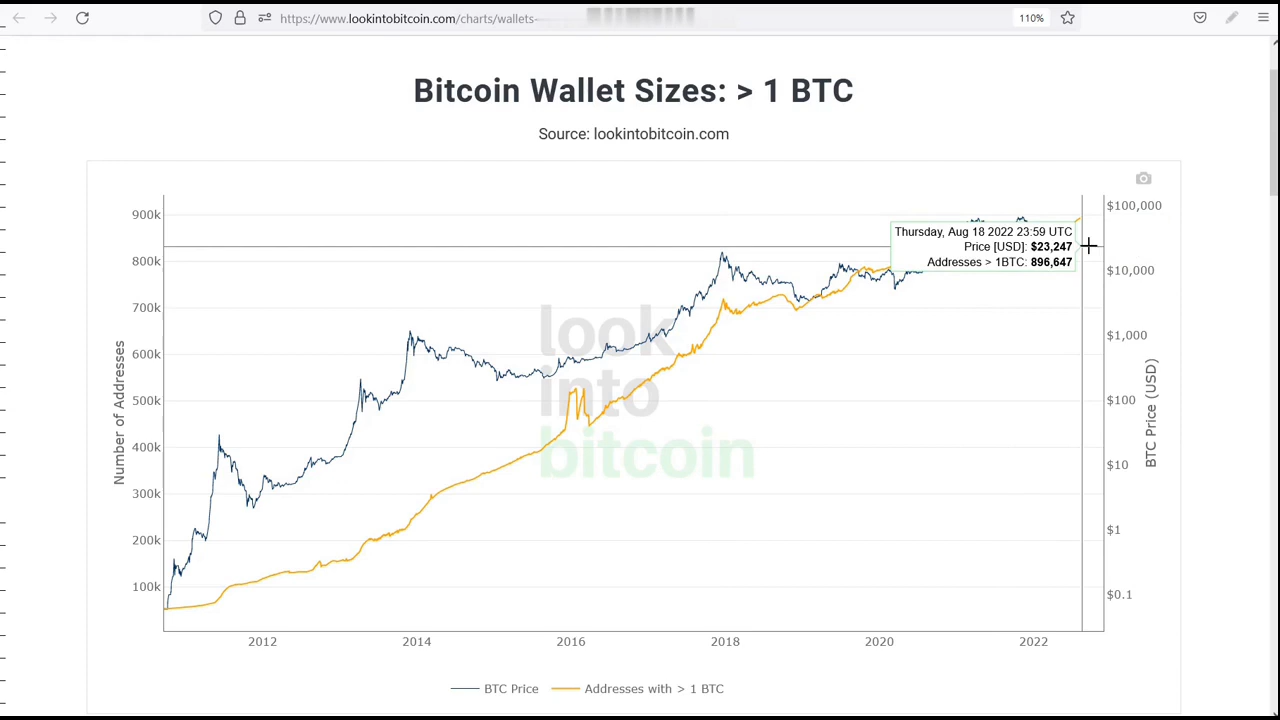 https://www.lookintobitcoin.com/charts/wallets-
110%
Bitcoin Wallet Sizes: > 1 BTC
Source: lookintobitcoin.com
900k
800k
700k
600k
500k
400k
300k
200k
100k
Number of Addresses
$100,000
$10,000
$1,000
$100
$10
$1
$0.1
BTC Price (USD)
Thursday, Aug 18 2022 23:59 UTC
Price [USD]: $23,247
Addresses > 1BTC: 896,647
look
into
bitcoin
2012
2014
2016
2018
2020
2022
BTC Price
Addresses with > 1 BTC